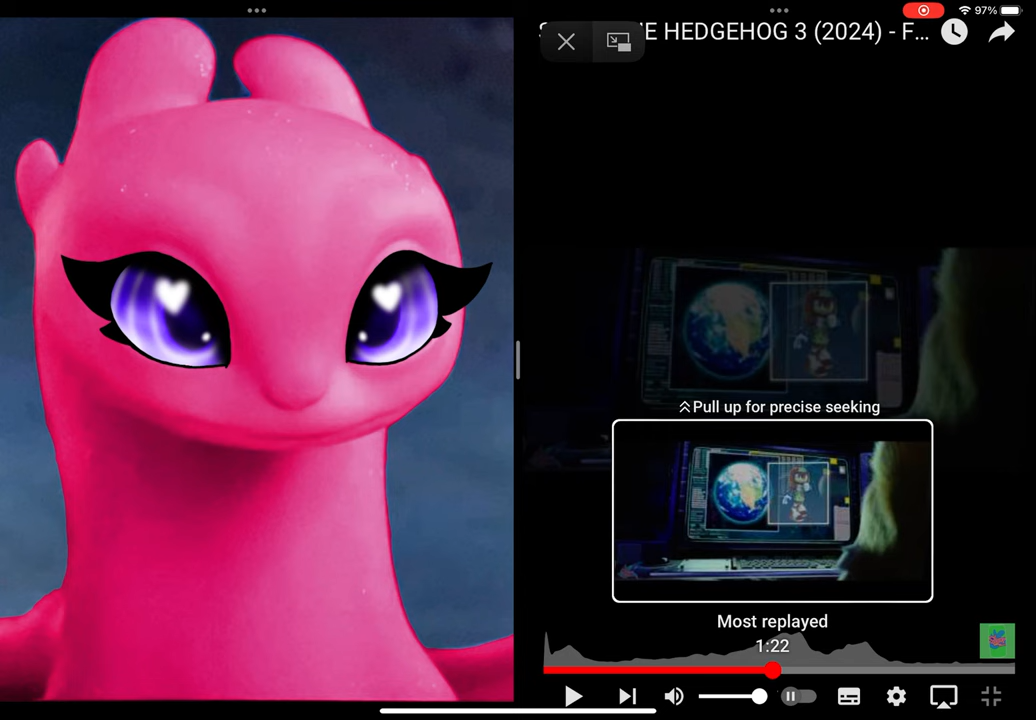 97%
E HEDGEHOG 3 (2024) - F...
Pull up for precise seeking
Most replayed
1:22